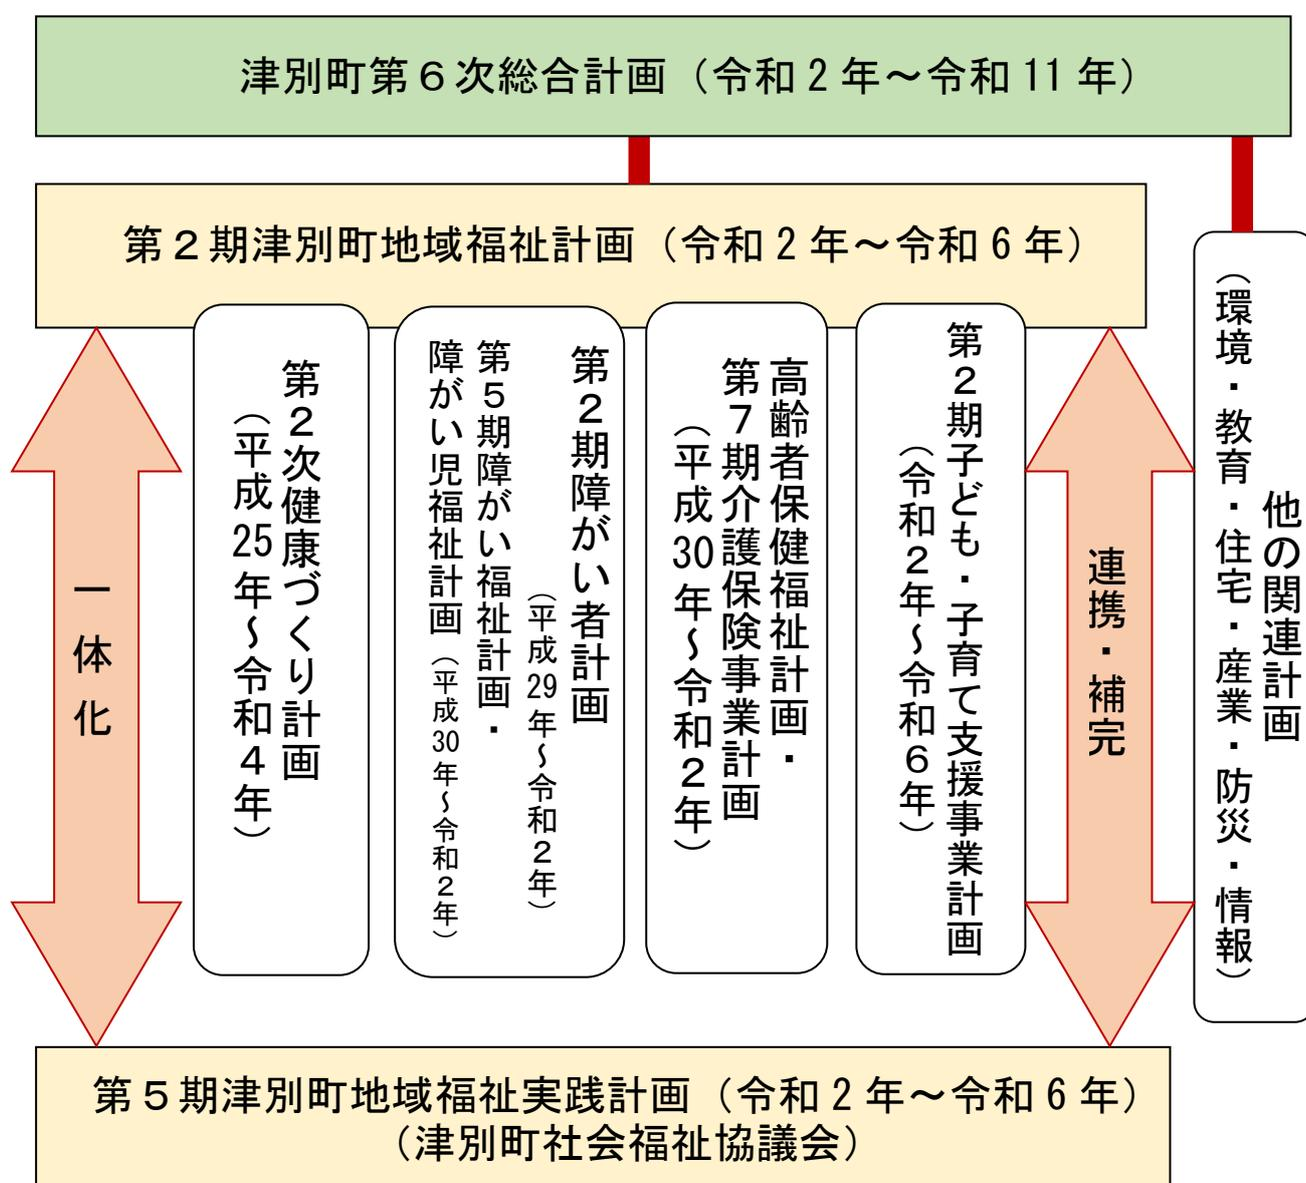 津別町第６次総合計画（令和２年～令和11年）
第２期津別町地域福祉計画（令和２年～令和６年）
一体化
第２次健康づくり計画
（平成25年～令和４年）
第２期障がい者計画
（平成29年～令和２年）
第５期障がい福祉計画・
障がい児福祉計画（平成30年～令和２年）
高齢者保健福祉計画・
第７期介護保険事業計画
（平成30年～令和２年）
第２期子ども・子育て支援事業計画
（令和２年～令和６年）
連携・補完
他の関連計画
（環境・教育・住宅・産業・防災・情報）
第５期津別町地域福祉実践計画（令和２年～令和６年）
（津別町社会福祉協議会）